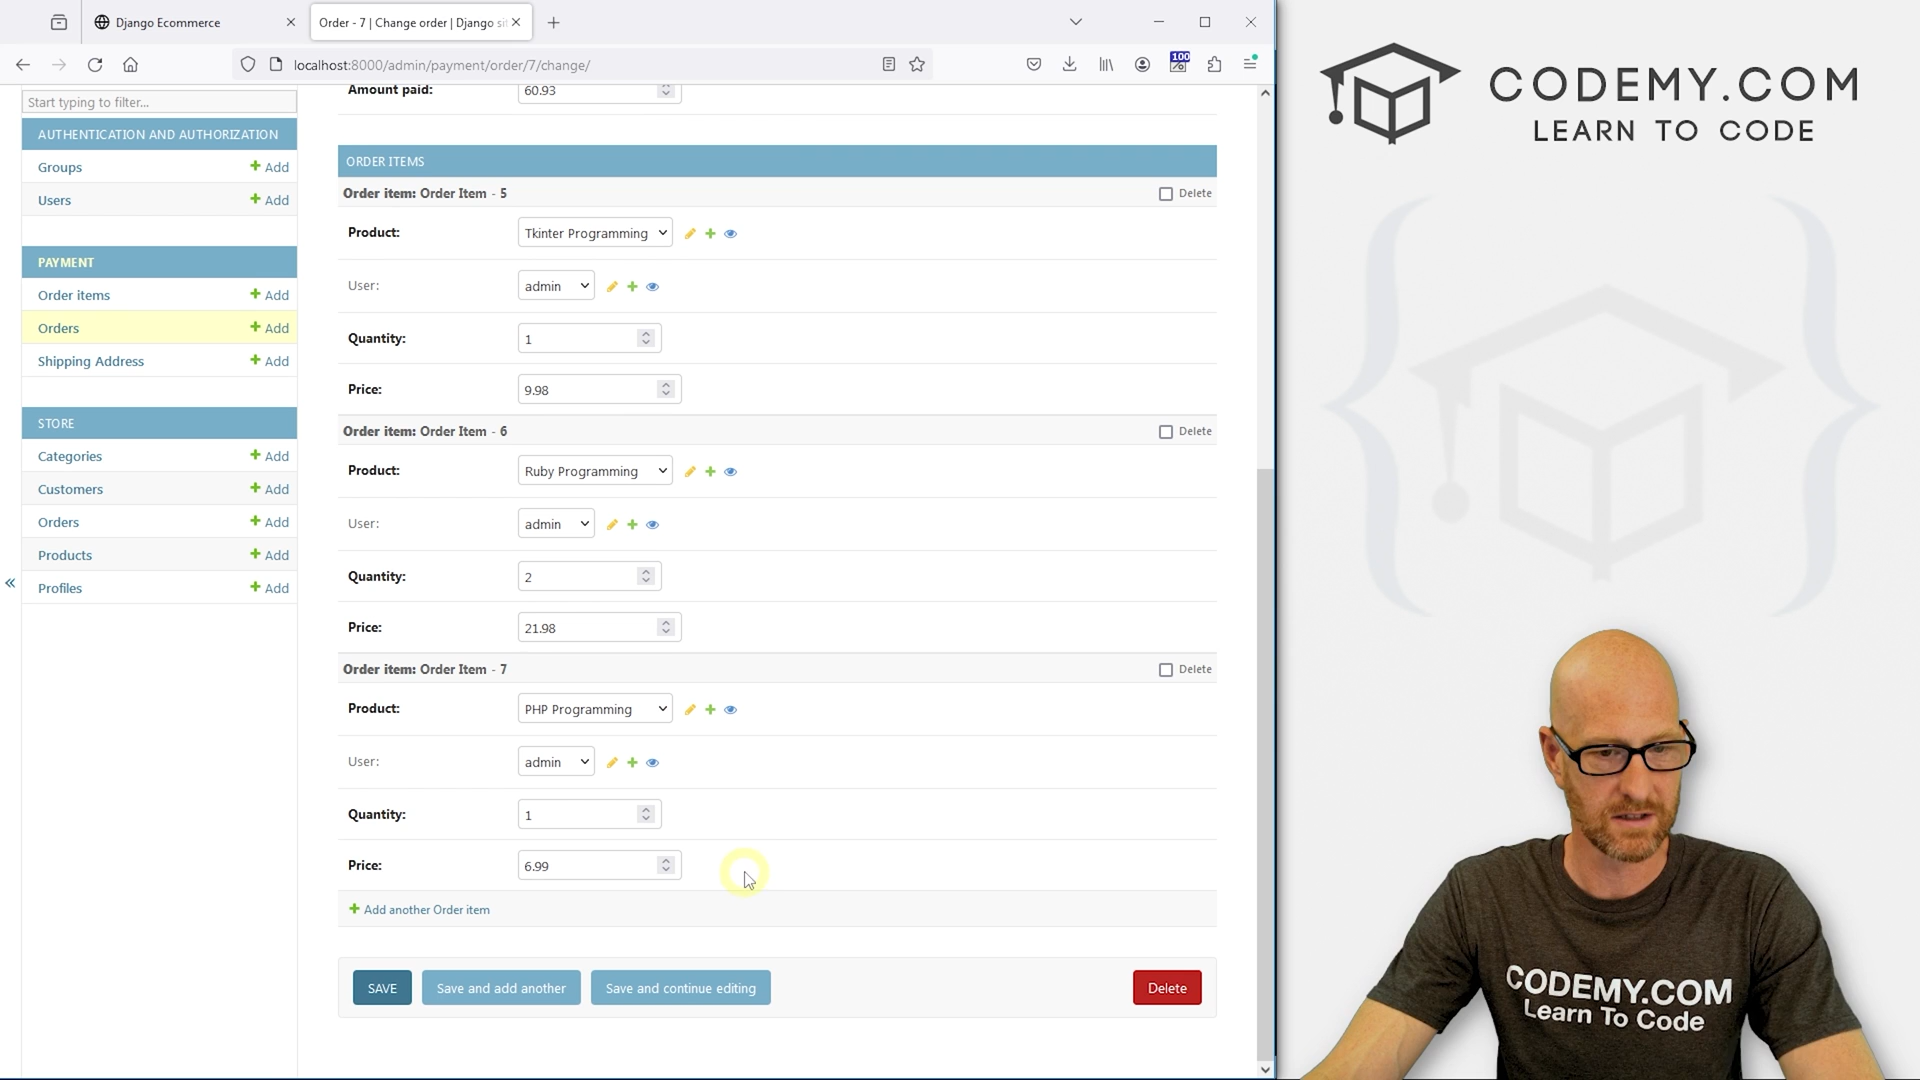 Django Ecommerce
Order - 7 | Change order | Django si
localhost:8000/admin/payment/order/7/change/
100
CODEMY.COM
LEARN TO CODE
Start typing to filter...
AUTHENTICATION AND AUTHORIZATION
Groups + Add
Users + Add
PAYMENT
Order items + Add
Orders + Add
Shipping Address + Add
STORE
Categories + Add
Customers + Add
Orders + Add
Products + Add
Profiles + Add
«
Amount paid: 60.93
ORDER ITEMS
Order item: Order Item - 5 Delete
Product: Tkinter Programming
User: admin
Quantity: 1
Price: 9.98
Order item: Order Item - 6 Delete
Product: Ruby Programming
User: admin
Quantity: 2
Price: 21.98
Order item: Order Item - 7 Delete
Product: PHP Programming
User: admin
Quantity: 1
Price: 6.99
+ Add another Order item
SAVE Save and add another Save and continue editing Delete
CODEMY.COM
Learn To Code